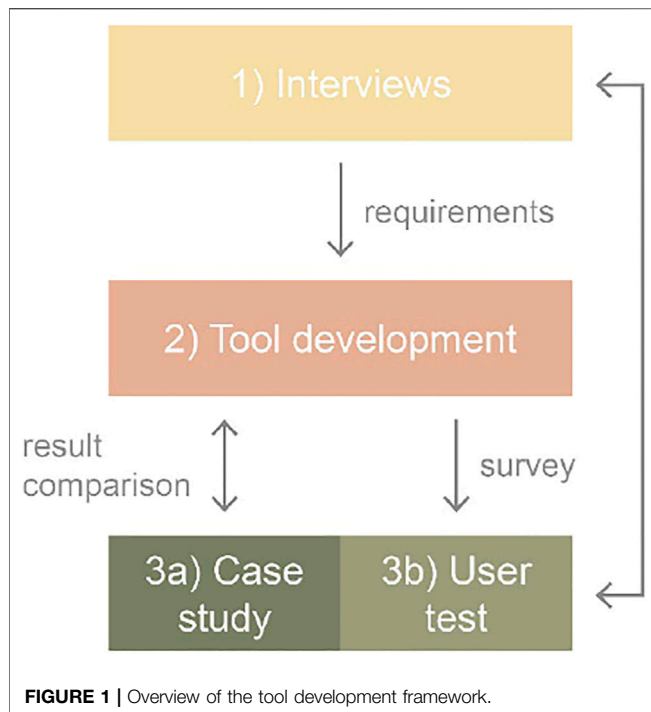 1) Interviews
requirements
2) Tool development
result
comparison
survey
3a) Case
study
3b) User
test
FIGURE 1 | Overview of the tool development framework.